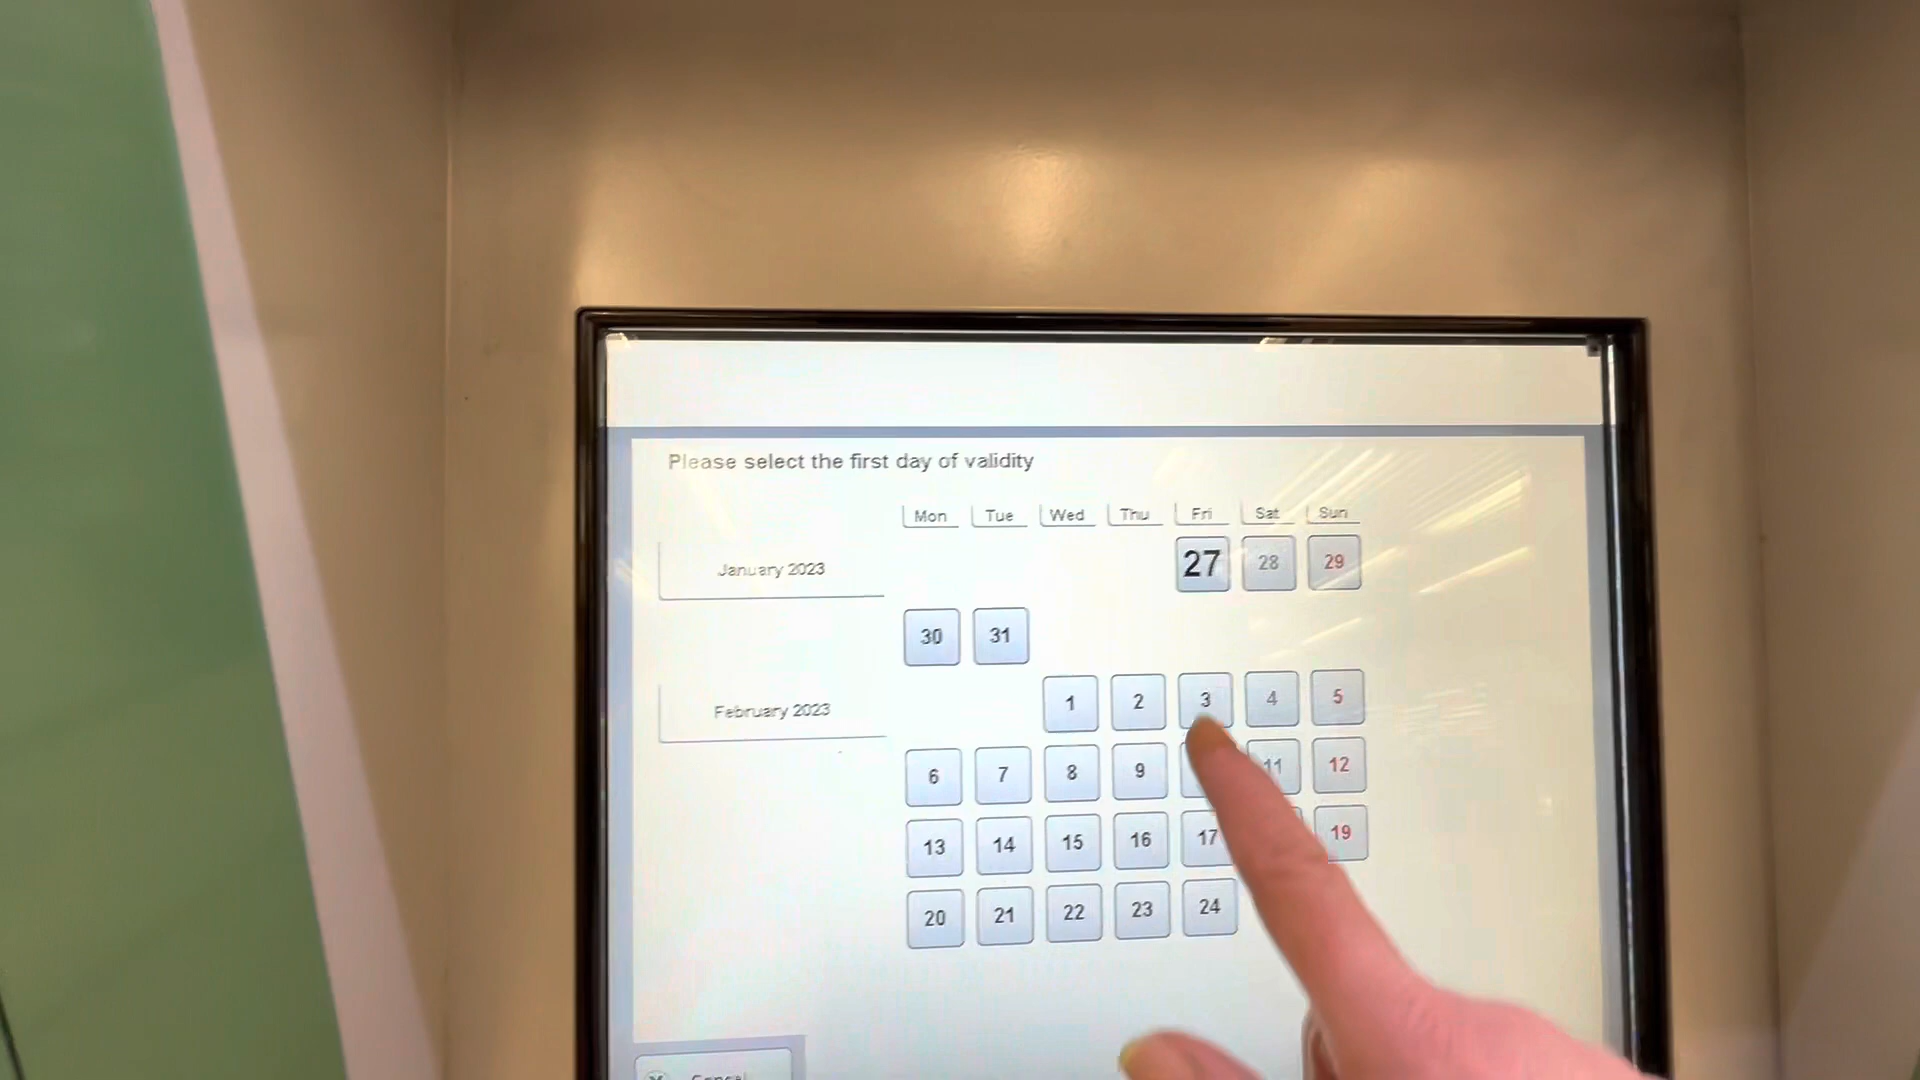 Please select the first day of validity
Mon Tue Wed Thu Fri Sat Sun
January 2023 27 28 29
30 31
February 2023 1 2 3 4 5
6 7 8 9 11 12
13 14 15 16 17 19
20 21 22 23 24
Cancel